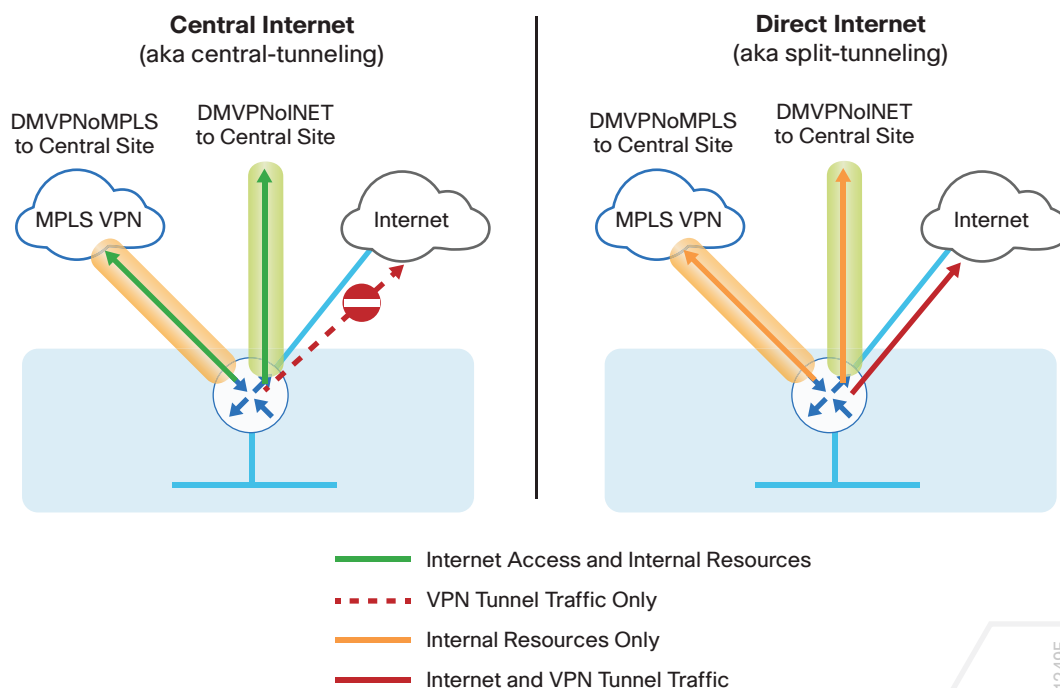 Central Internet
(aka central-tunneling)
DMVPNoMPLS
to Central Site
DMVPNoINET
to Central Site
MPLS VPN
Internet
Direct Internet
(aka split-tunneling)
DMVPNoMPLS
to Central Site
DMVPNoINET
to Central Site
MPLS VPN
Internet
Internet Access and Internal Resources
VPN Tunnel Traffic Only
Internal Resources Only
Internet and VPN Tunnel Traffic